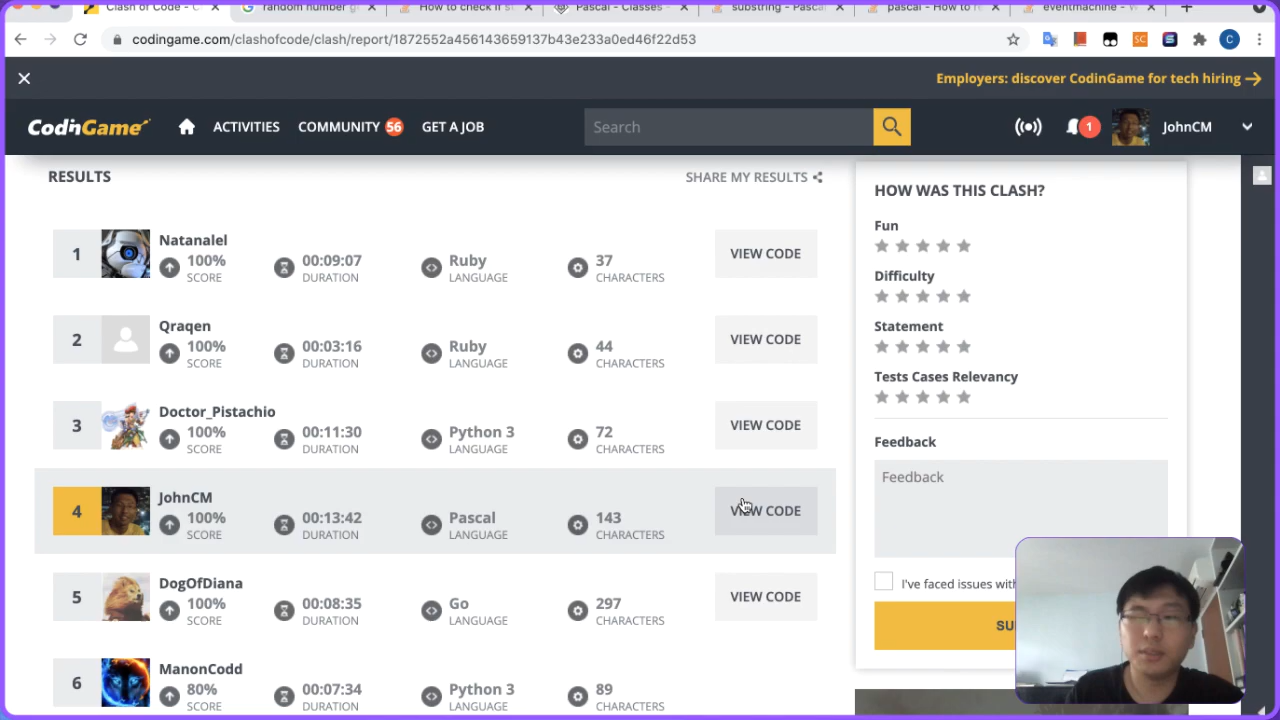 Clash of Code - C
random number g
How to check if s
Pascal - Classes -
substring - Pasca
pascal - How to r
eventmachine - W
codingame.com/clashofcode/clash/report/1872552a456143659137b43e233a0ed46f22d53
SC
S
C
Employers: discover CodinGame for tech hiring
CodinGame
ACTIVITIES
COMMUNITY 56
GET A JOB
Search
1
JohnCM
RESULTS
SHARE MY RESULTS
1
Natanalel
100%
SCORE
00:09:07
DURATION
Ruby
LANGUAGE
37
CHARACTERS
VIEW CODE
2
Qraqen
100%
SCORE
00:03:16
DURATION
Ruby
LANGUAGE
44
CHARACTERS
VIEW CODE
3
Doctor_Pistachio
100%
SCORE
00:11:30
DURATION
Python 3
LANGUAGE
72
CHARACTERS
VIEW CODE
4
JohnCM
100%
SCORE
00:13:42
DURATION
Pascal
LANGUAGE
143
CHARACTERS
VIEW CODE
5
DogOfDiana
100%
SCORE
00:08:35
DURATION
Go
LANGUAGE
297
CHARACTERS
VIEW CODE
6
ManonCodd
80%
SCORE
00:07:34
DURATION
Python 3
LANGUAGE
89
CHARACTERS
HOW WAS THIS CLASH?
Fun
Difficulty
Statement
Tests Cases Relevancy
Feedback
Feedback
I've faced issues with
SU